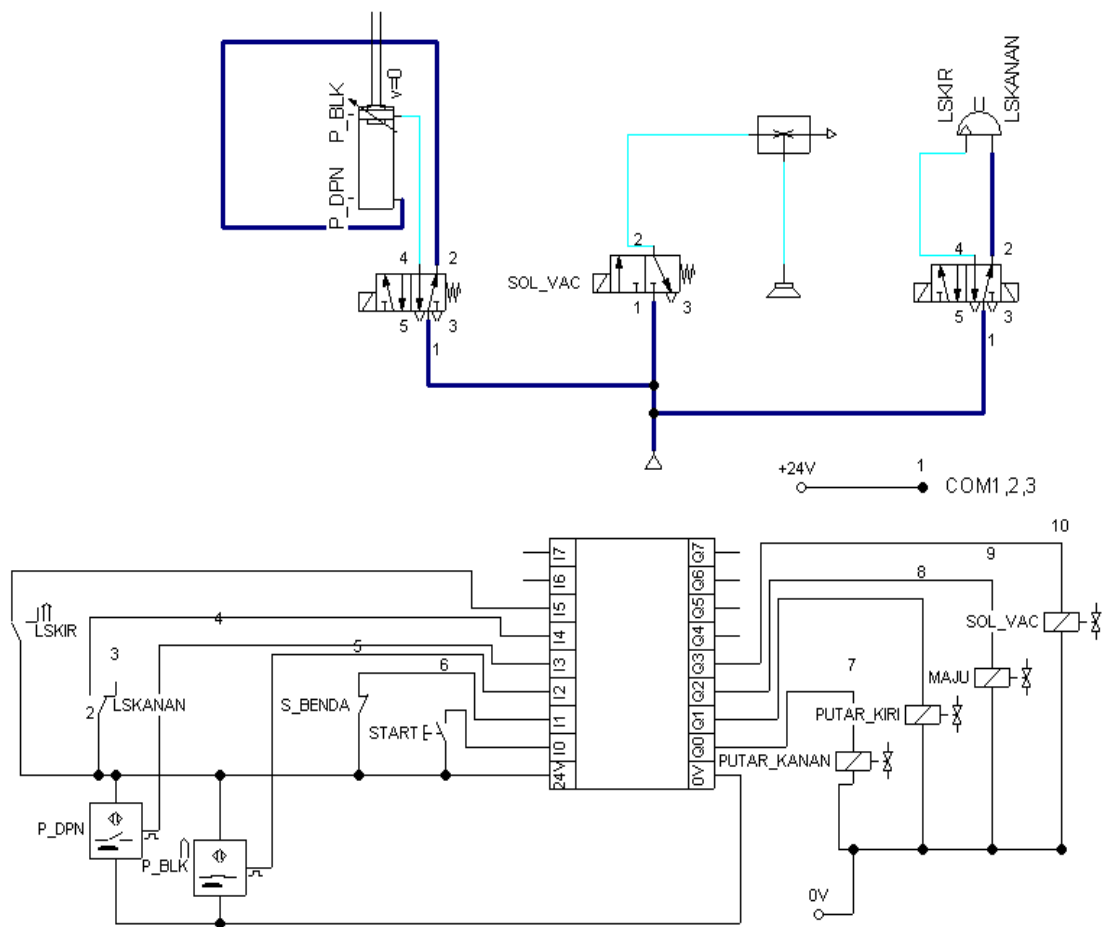 P_BLK
P_DPN
v=0
4
2
5
3
1
SOL_VAC
2
1
3
LSKIR
LSKANAN
4
2
5
3
1
+24V
1
COM1,2,3
I7
I6
I5
I4
I3
I2
I1
I0
24V
Q7
Q6
Q5
Q4
Q3
Q2
Q1
Q0
0V
LSKIR
3
2
LSKANAN
4
5
6
S_BENDA
START
P_DPN
P_BLK
10
9
8
7
SOL_VAC
MAJU
PUTAR_KIRI
PUTAR_KANAN
0V